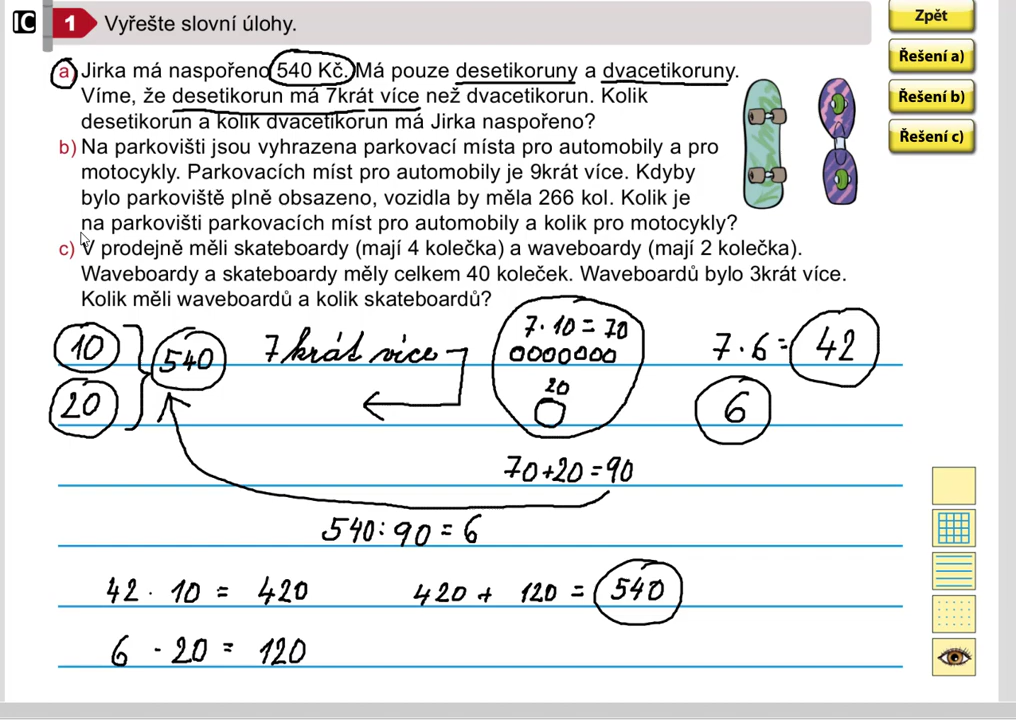 IC 1 Vyřešte slovní úlohy.
Zpět
Řešení a)
Řešení b)
Řešení c)
a) Jirka má naspořeno 540 Kč. Má pouze desetikoruny a dvacetikoruny.
Víme, že desetikorun má 7krát více než dvacetikorun. Kolik
desetikorun a kolik dvacetikorun má Jirka naspořeno?
b) Na parkovišti jsou vyhrazena parkovací místa pro automobily a pro
motocykly. Parkovacích míst pro automobily je 9krát více. Kdyby
bylo parkoviště plně obsazeno, vozidla by měla 266 kol. Kolik je
na parkovišti parkovacích míst pro automobily a kolik pro motocykly?
c) V prodejně měli skateboardy (mají 4 kolečka) a waveboardy (mají 2 kolečka).
Waveboardy a skateboardy měly celkem 40 koleček. Waveboardů bylo 3krát více.
Kolik měli waveboardů a kolik skateboardů?
10
20
540
7krát více
7 · 10 = 70
20
7 · 6 = 42
6
70+20=90
540:90=6
42 · 10 = 420
420 + 120 = 540
6 · 20 = 120